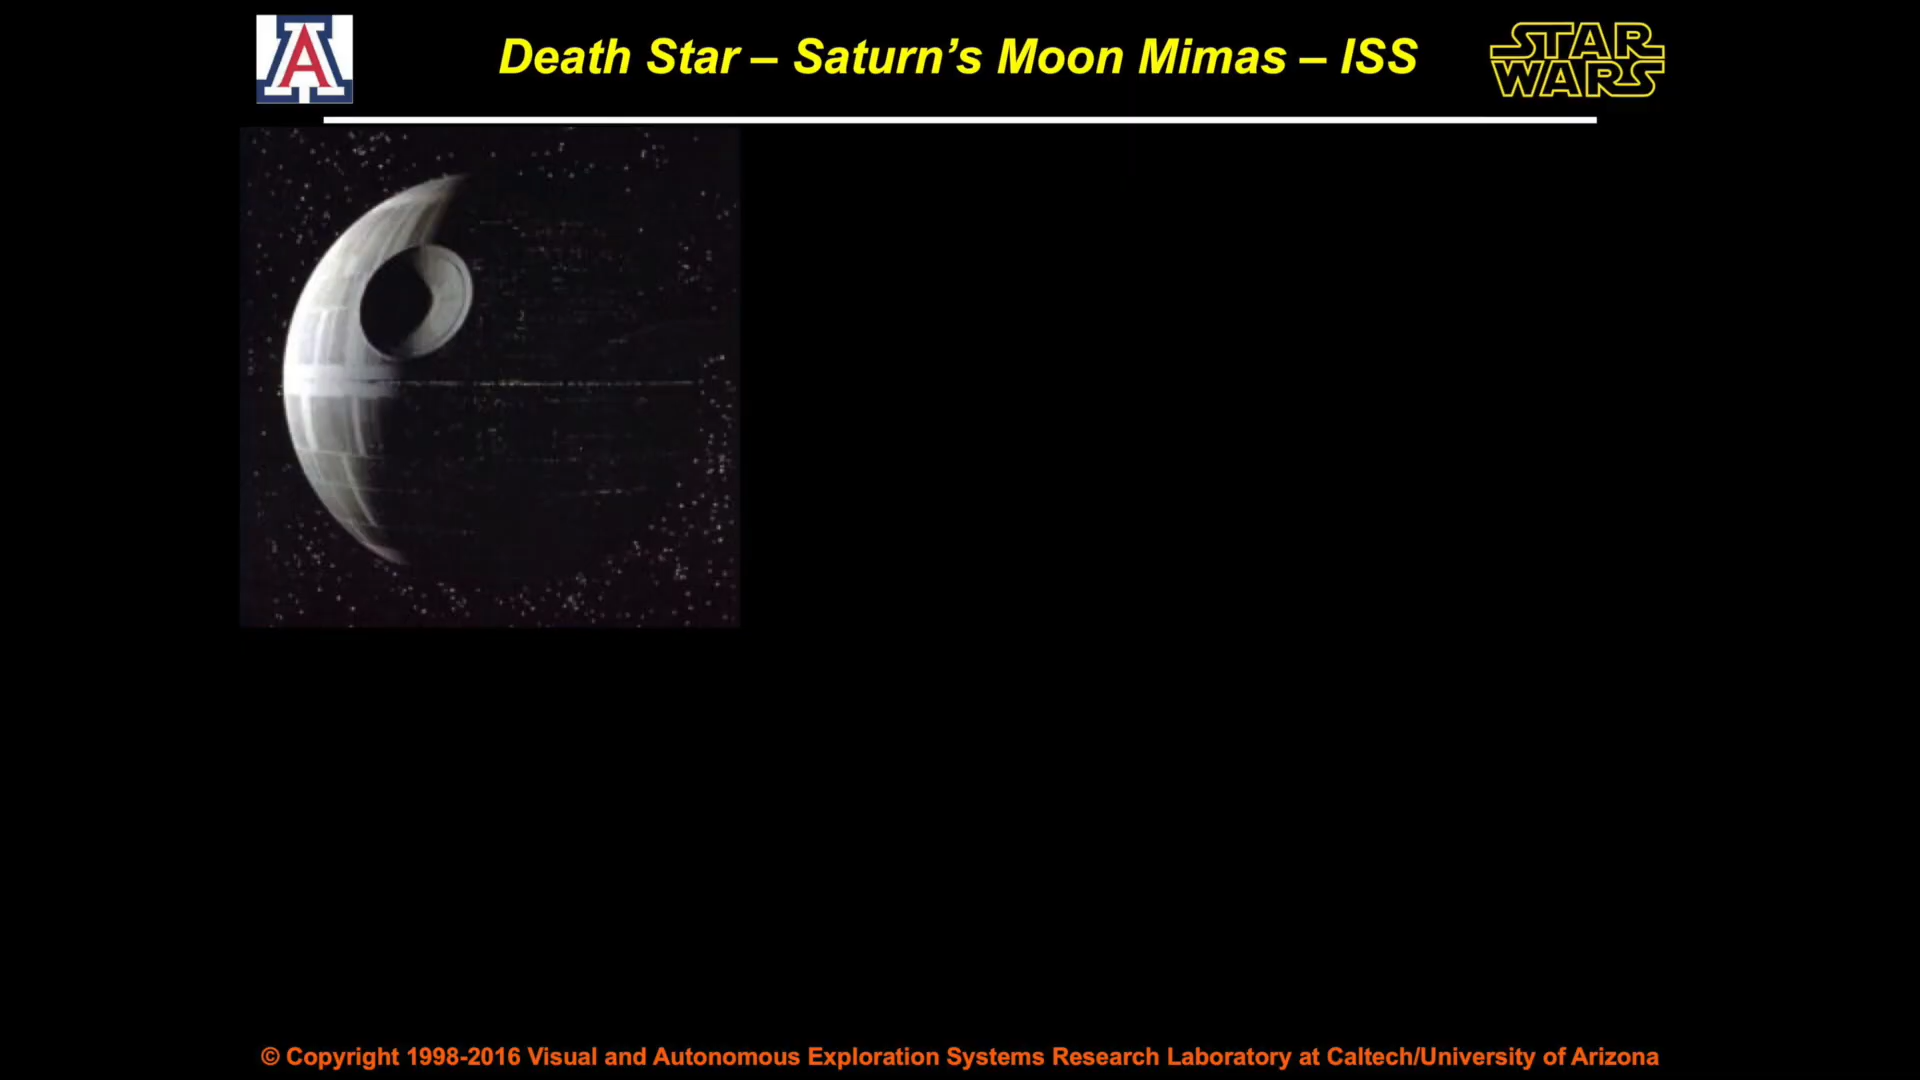 A
Death Star – Saturn’s Moon Mimas – ISS
STAR
WARS
© Copyright 1998-2016 Visual and Autonomous Exploration Systems Research Laboratory at Caltech/University of Arizona